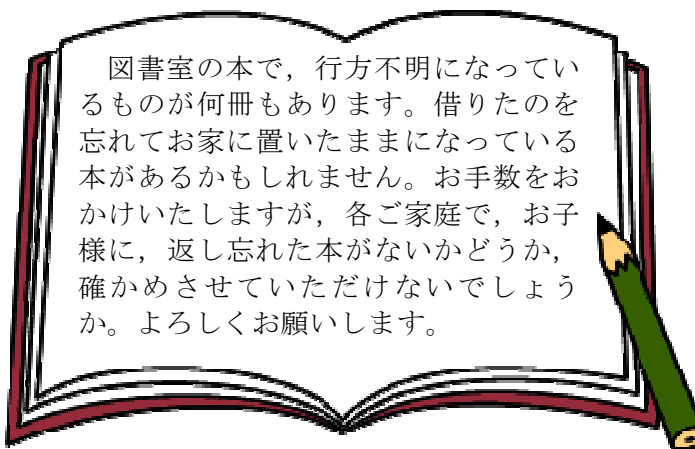 図書室の本で，行方不明になってい
るものが何冊もあります。借りたのを
忘れてお家に置いたままになっている
本があるかもしれません。お手数をお
かけいたしますが，各ご家庭で，お子
様に，返し忘れた本がないかどうか，
確かめさせていただけないでしょう
か。よろしくお願いします。